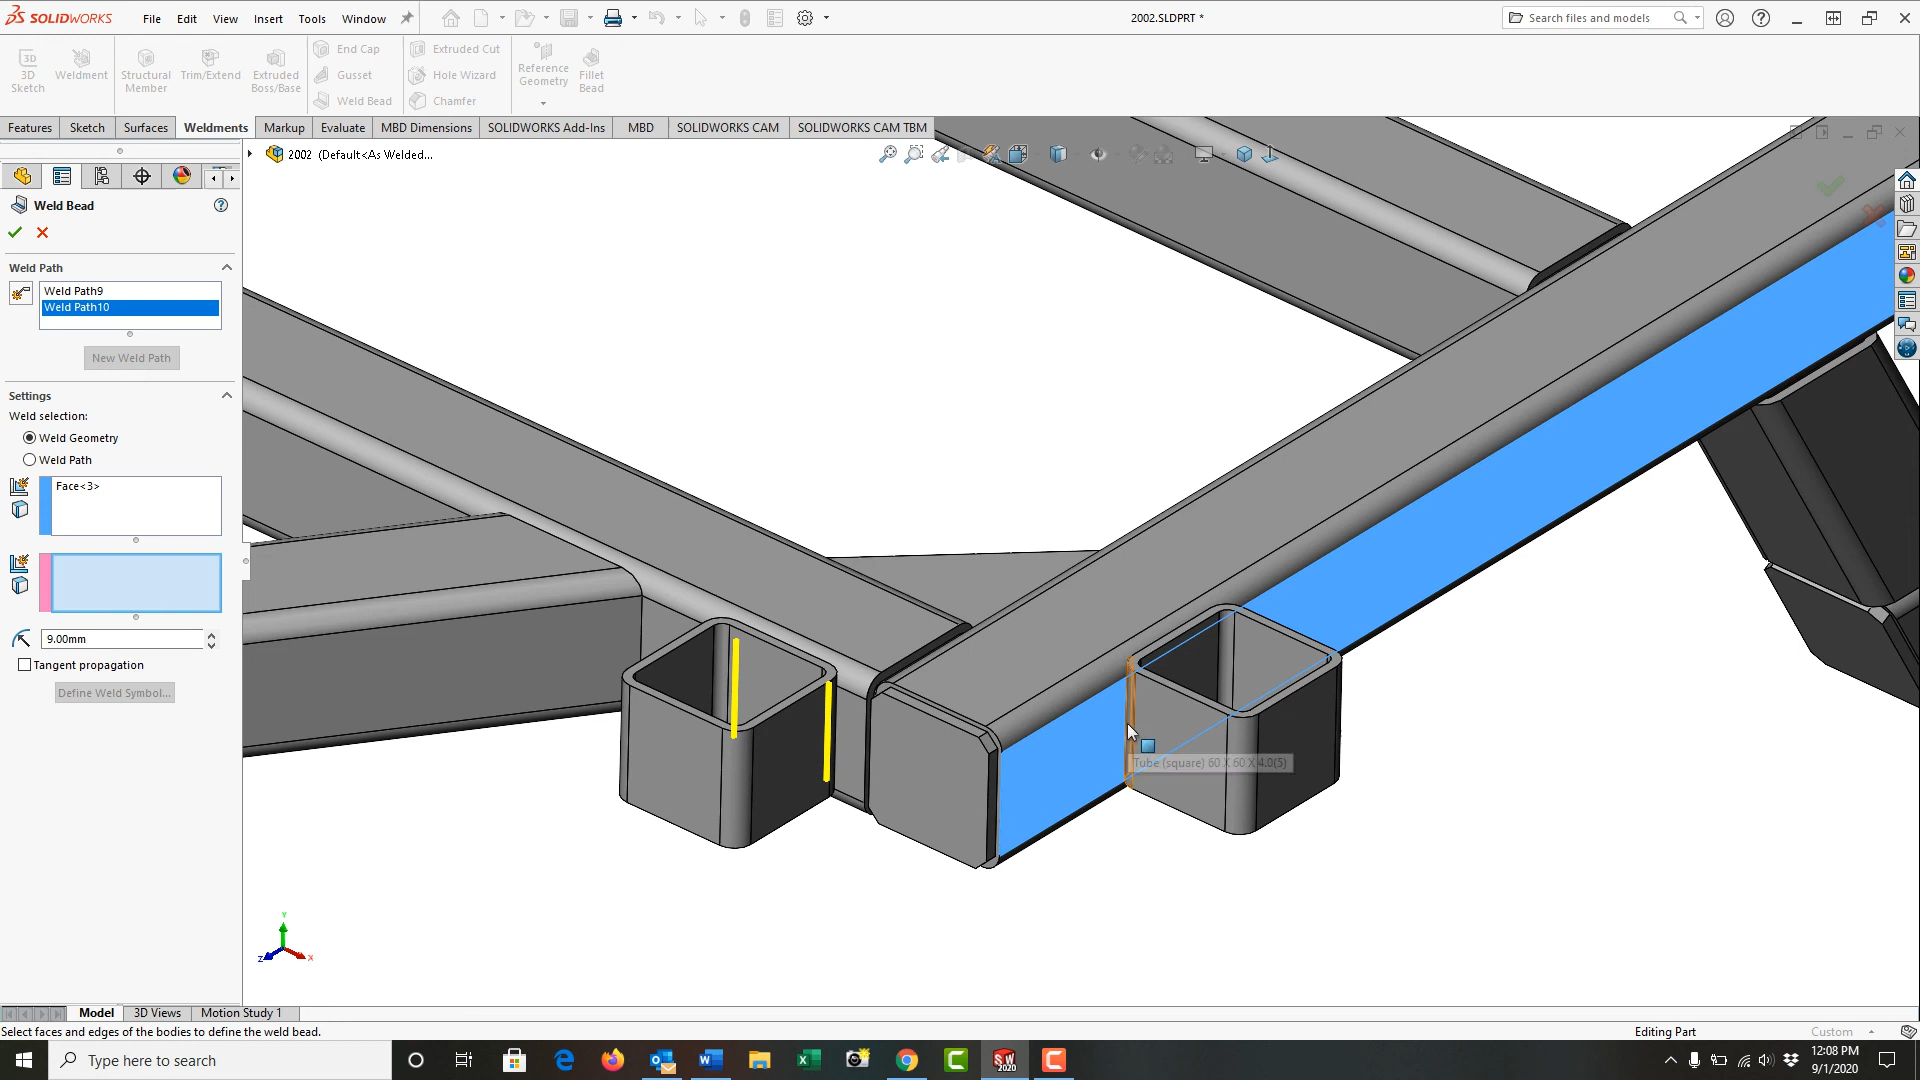 SOLIDWORKS File Edit View Insert Tools Window 2002.SLDPRT * Search files and models
3D Sketch
Weldment
Structural Member
Trim/Extend
Extruded Boss/Base
End Cap
Gusset
Weld Bead
Extruded Cut
Hole Wizard
Chamfer
Reference Geometry
Fillet Bead
Features Sketch Surfaces Weldments Markup Evaluate MBD Dimensions SOLIDWORKS Add-Ins MBD SOLIDWORKS CAM SOLIDWORKS CAM TBM
2002 (Default<As Welded...
Weld Bead
Weld Path
Weld Path9
Weld Path10
New Weld Path
Settings
Weld selection:
Weld Geometry
Weld Path
Face<3>
9.00mm
Tangent propagation
Define Weld Symbol...
Tube (square) 60 X 60 X 4.0(5)
Y
Z
X
Model 3D Views Motion Study 1
Select faces and edges of the bodies to define the weld bead. Editing Part Custom
Type here to search
12:08 PM
9/1/2020